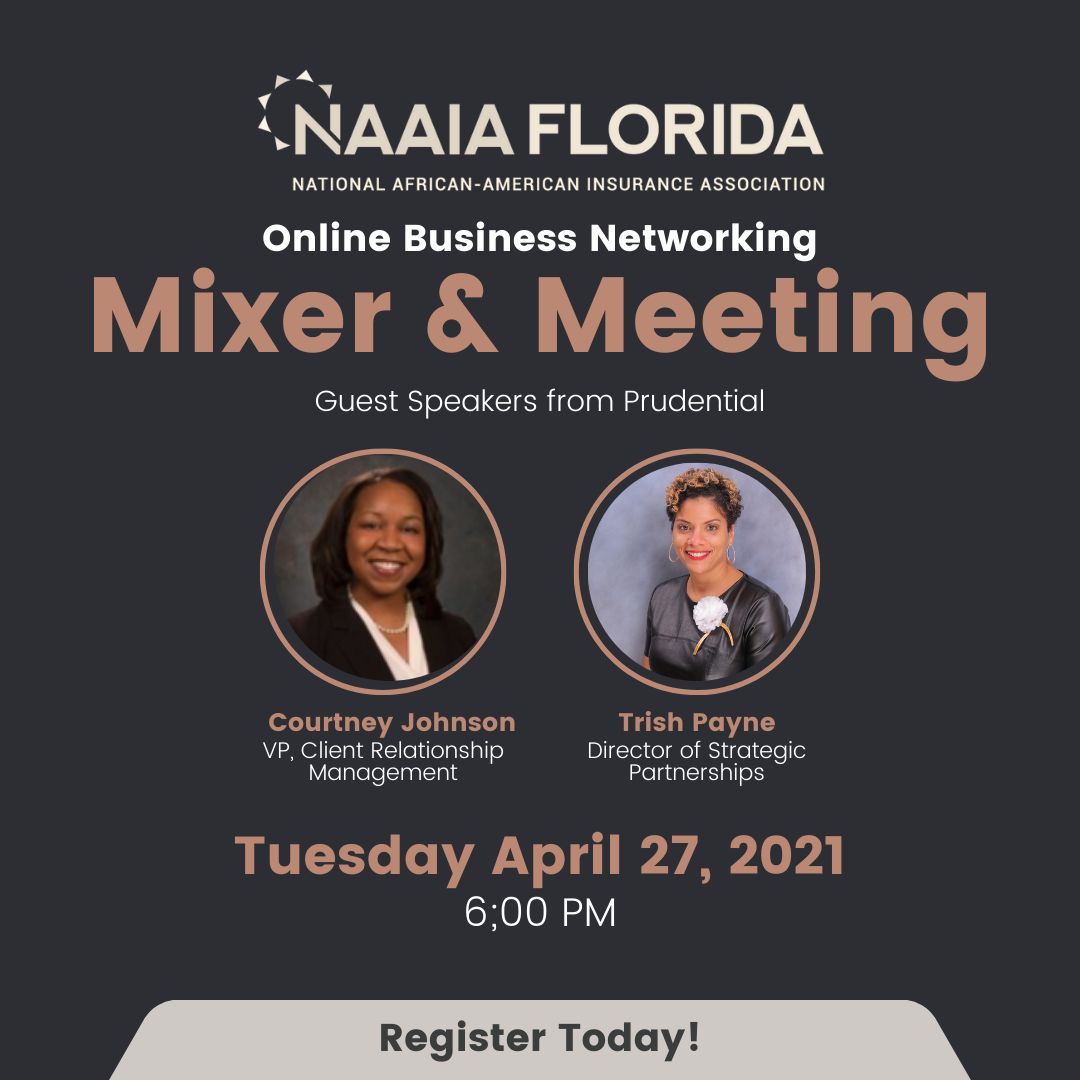 NAAIA FLORIDA
NATIONAL AFRICAN-AMERICAN INSURANCE ASSOCIATION
Online Business Networking
Mixer & Meeting
Guest Speakers from Prudential
Courtney Johnson
VP, Client Relationship
Management
Trish Payne
Director of Strategic
Partnerships
Tuesday April 27, 2021
6;00 PM
Register Today!